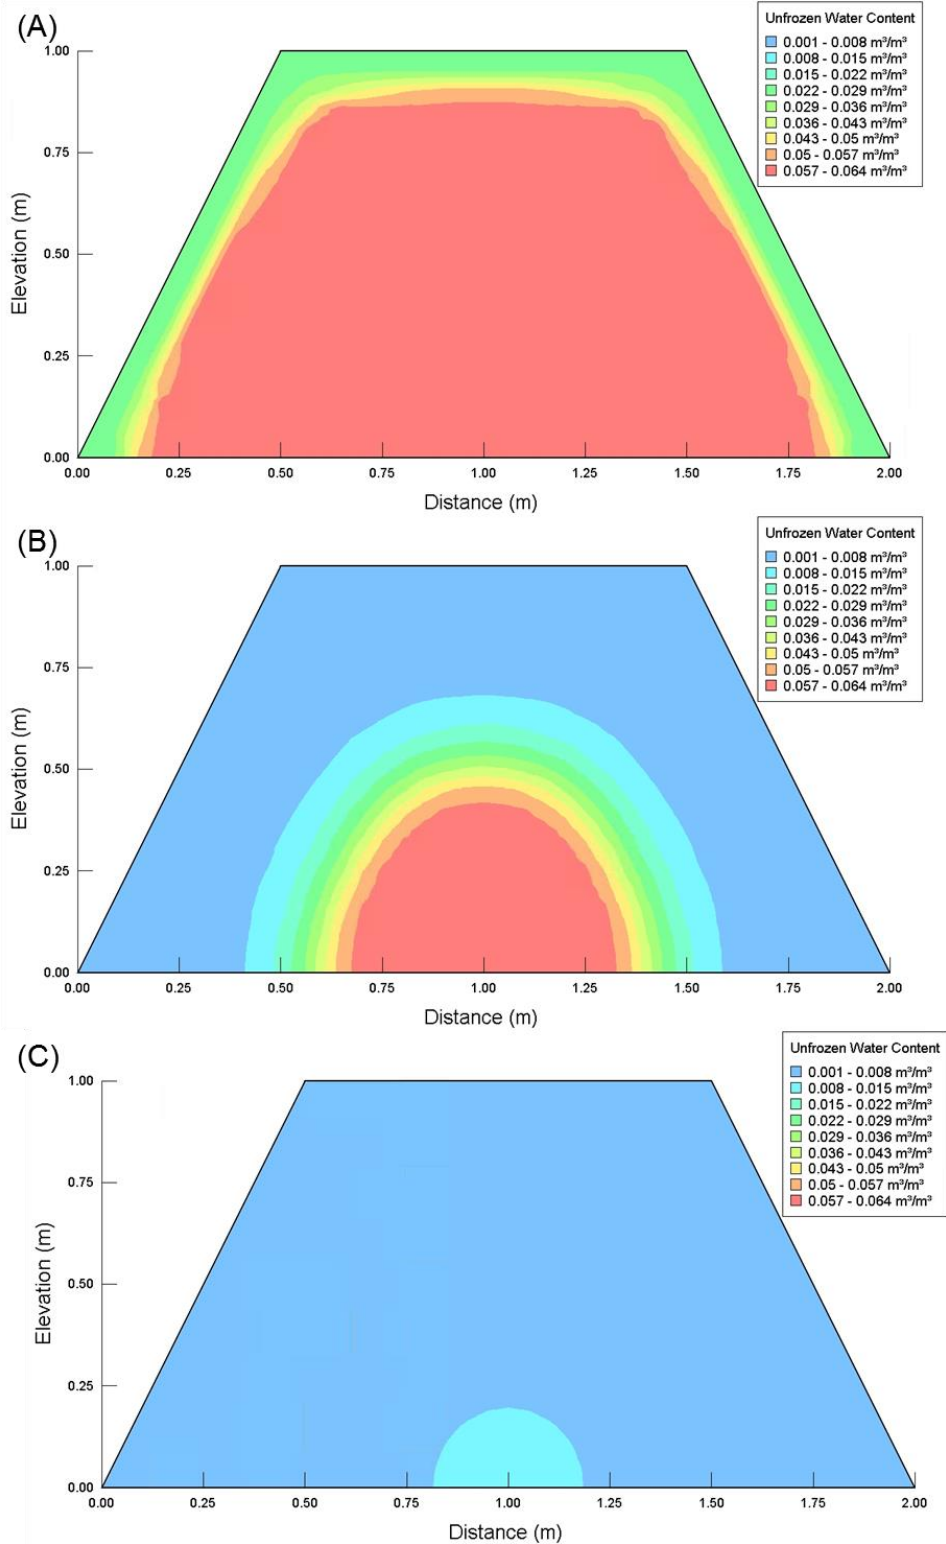 (A)
Unfrozen Water Content
0.001 - 0.008 m³/m³
0.008 - 0.015 m³/m³
0.015 - 0.022 m³/m³
0.022 - 0.029 m³/m³
0.029 - 0.036 m³/m³
0.036 - 0.043 m³/m³
0.043 - 0.05 m³/m³
0.05 - 0.057 m³/m³
0.057 - 0.064 m³/m³
1.00
0.75
0.50
0.25
0.00
Elevation (m)
0.00 0.25 0.50 0.75 1.00 1.25 1.50 1.75 2.00
Distance (m)
(B)
Unfrozen Water Content
0.001 - 0.008 m³/m³
0.008 - 0.015 m³/m³
0.015 - 0.022 m³/m³
0.022 - 0.029 m³/m³
0.029 - 0.036 m³/m³
0.036 - 0.043 m³/m³
0.043 - 0.05 m³/m³
0.05 - 0.057 m³/m³
0.057 - 0.064 m³/m³
1.00
0.75
0.50
0.25
0.00
Elevation (m)
0.00 0.25 0.50 0.75 1.00 1.25 1.50 1.75 2.00
Distance (m)
(C)
Unfrozen Water Content
0.001 - 0.008 m³/m³
0.008 - 0.015 m³/m³
0.015 - 0.022 m³/m³
0.022 - 0.029 m³/m³
0.029 - 0.036 m³/m³
0.036 - 0.043 m³/m³
0.043 - 0.05 m³/m³
0.05 - 0.057 m³/m³
0.057 - 0.064 m³/m³
1.00
0.75
0.50
0.25
0.00
Elevation (m)
0.00 0.25 0.50 0.75 1.00 1.25 1.50 1.75 2.00
Distance (m)